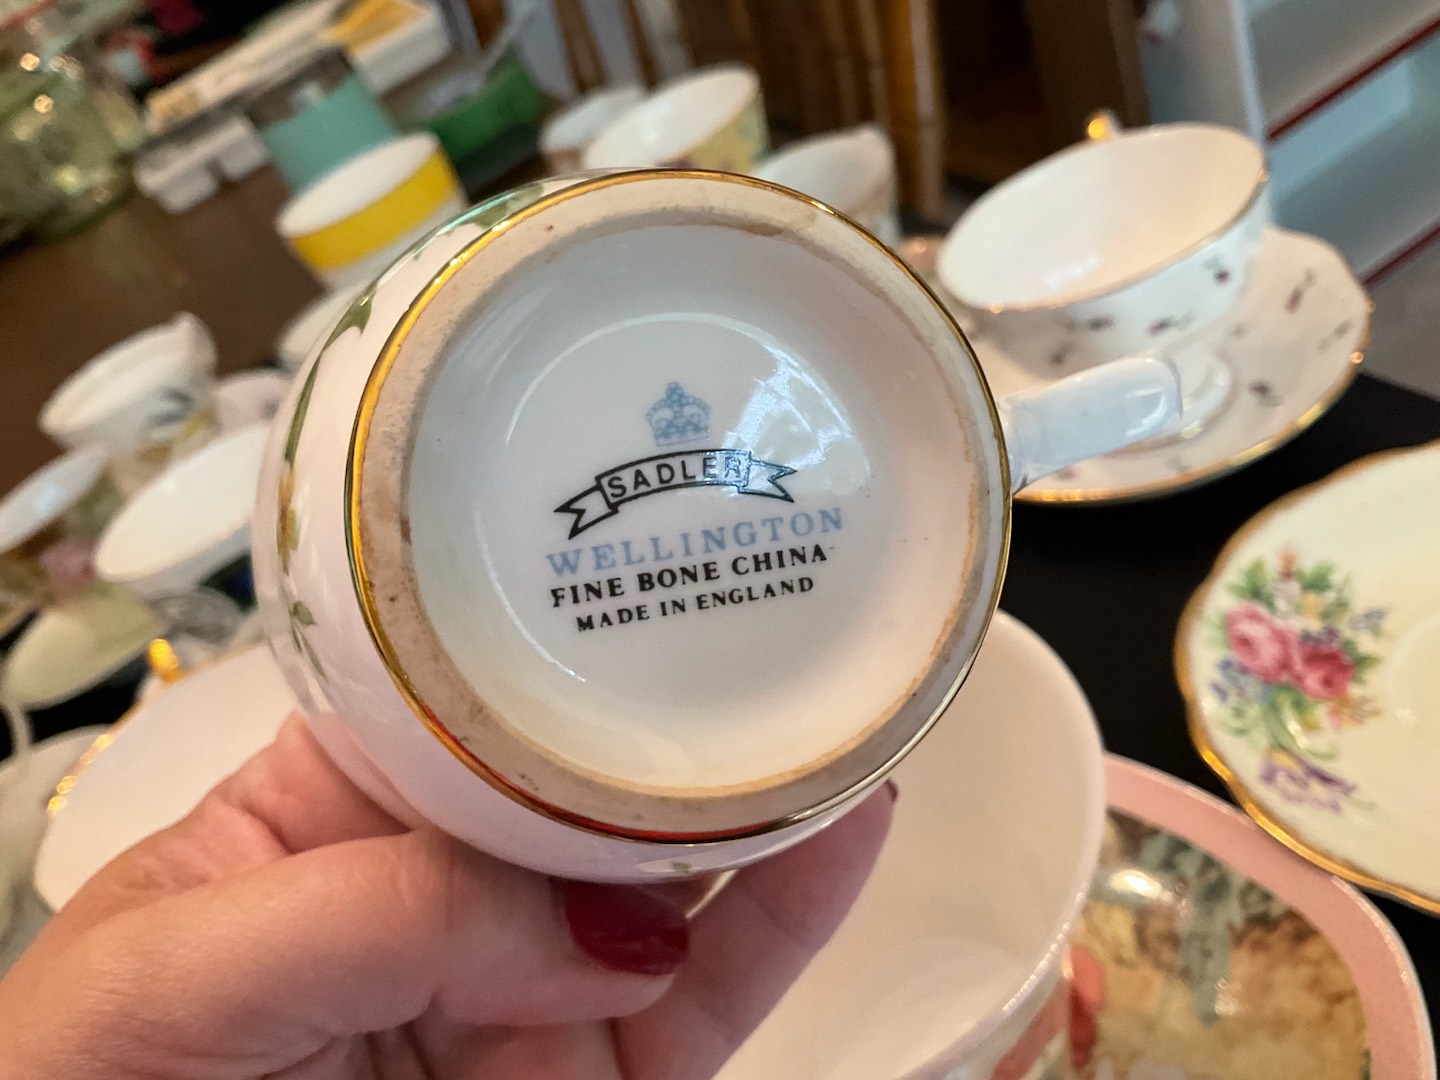 SADLER
WELLINGTON
FINE BONE CHINA
MADE IN ENGLAND